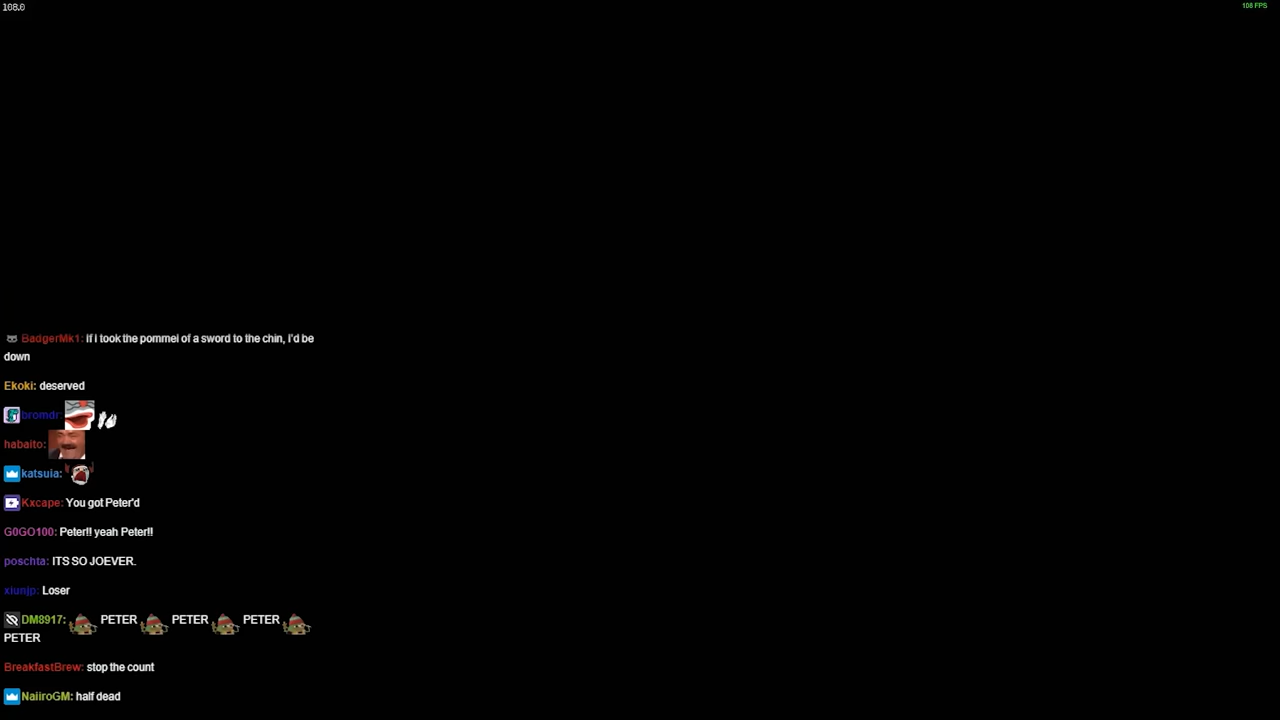 108.0
108 FPS
BadgerMk1: if i took the pommel of a sword to the chin, I'd be
down
Ekoki: deserved
bromdr:
habaito:
katsuia:
Kxcape: You got Peter'd
G0GO100: Peter!! yeah Peter!!
poschta: ITS SO JOEVER.
xiunjp: Loser
DM8917: PETER PETER PETER
PETER
BreakfastBrew: stop the count
NaiiroGM: half dead